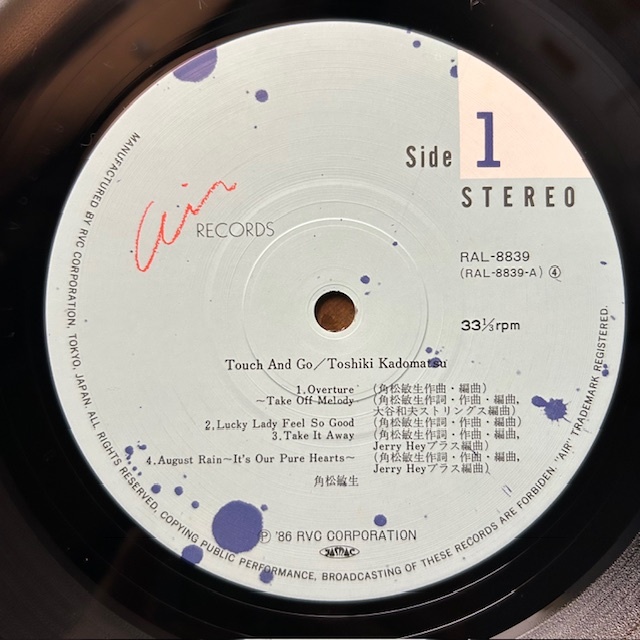 Side 1
STEREO
Air RECORDS
RAL-8839
(RAL-8839-A) ④
33⅓rpm
Touch And Go/Toshiki Kadomatsu
1,Overture (角松敏生作曲・編曲)
~Take Off Melody (角松敏生作詞・作曲・編曲,
大谷和夫ストリングス編曲)
2,Lucky Lady Feel So Good (角松敏生作詞・作曲・編曲)
3,Take It Away (角松敏生作詞・作曲・編曲,
Jerry Heyブラス編曲)
4,August Rain~It's Our Pure Hearts~ (角松敏生作詞・作曲・編曲,
Jerry Heyブラス編曲)
角松敏生
Ⓟ '86 RVC CORPORATION
JASRAC
MANUFACTURED BY RVC CORPORATION, TOKYO, JAPAN. ALL RIGHTS RESERVED, COPYING PUBLIC PERFORMANCE, BROADCASTING OF THESE RECORDS ARE FORBIDEN. "AIR" TRADEMARK REGISTERED.